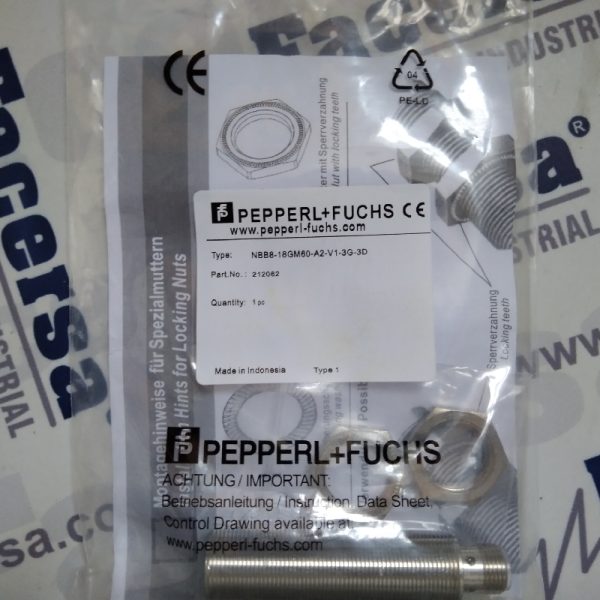 CE
04
PE-LD
mit Sperrverzahnung
with locking teeth
PEPPERL+FUCHS CE
www.pepperl-fuchs.com
Type: NBB8-18GM60-A2-V1-3G-3D
Part.No.: 212062
Quantity: 1 pc
Made in Indonesia Type 1
Montagehinweise für Spezialmuttern
Hints for Locking Nuts
Sperrverzahnung
Locking teeth
PEPPERL+FUCHS
ACHTUNG / IMPORTANT:
Betriebsanleitung / Instruction, Data Sheet,
Control Drawing available at:
www.pepperl-fuchs.com
FaCersa
INDUSTRIAL
®